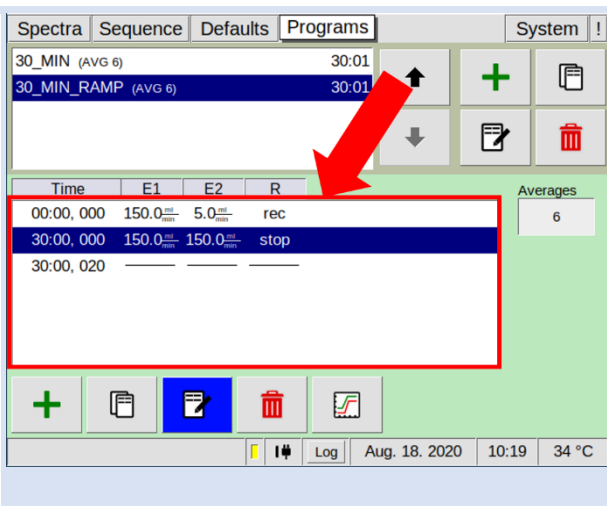 Spectra Sequence Defaults Programs System !
30_MIN (AVG 6) 30:01
30_MIN_RAMP (AVG 6) 30:01
Time E1 E2 R Averages
00:00, 000 150.0 ml/min 5.0 ml/min rec 6
30:00, 000 150.0 ml/min 150.0 ml/min stop
30:00, 020
Log Aug. 18. 2020 10:19 34 °C